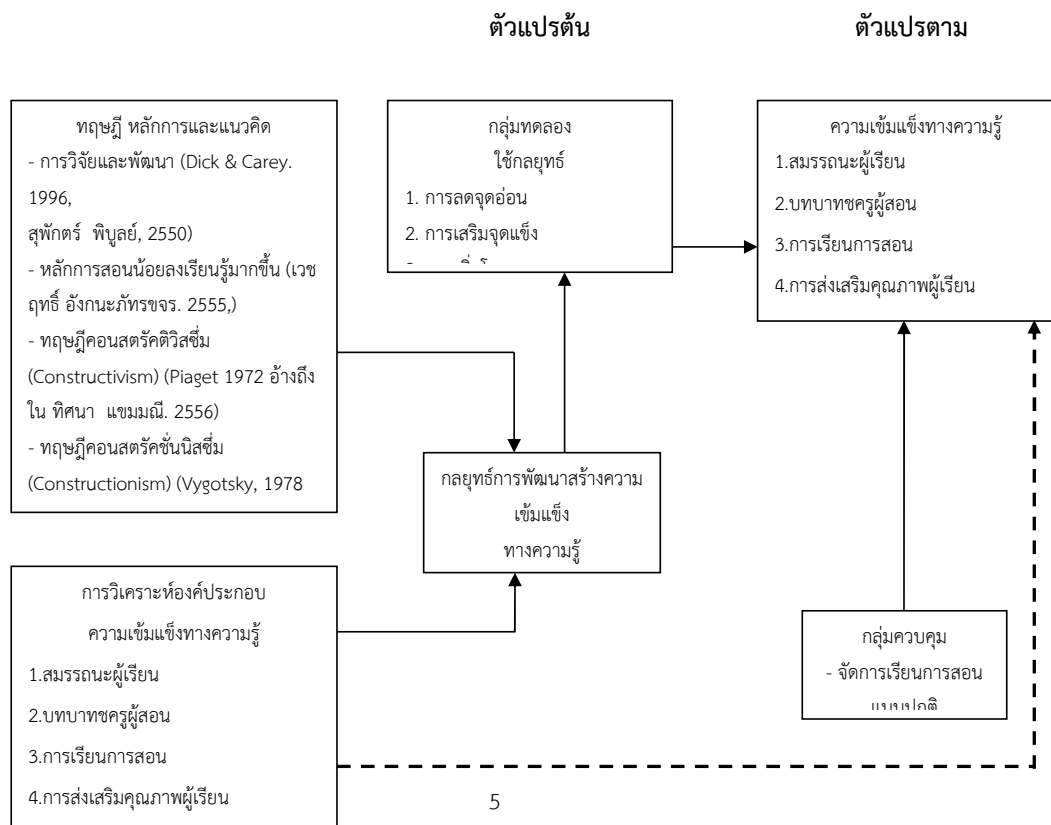 ตัวแปรต้น
ตัวแปรตาม
ทฤษฎี หลักการและแนวคิด
- การวิจัยและพัฒนา (Dick & Carey.
1996,
สุพักตร์ พิบูลย์, 2550)
- หลักการสอนน้อยลงเรียนรู้มากขึ้น (เวช
ฤทธิ์ อังกนะภัทรขจร. 2555,)
- ทฤษฎีคอนสตรัคติวิสซึ่ม
(Constructivism) (Piaget 1972 อ้างถึง
ใน ทิศนา แขมมณี. 2556)
- ทฤษฎีคอนสตรัคชั่นนิสซึ่ม
(Constructionism) (Vygotsky, 1978
กลุ่มทดลอง
ใช้กลยุทธ์
1. การลดจุดอ่อน
2. การเสริมจุดแข็ง
ความเข้มแข็งทางความรู้
1.สมรรถนะผู้เรียน
2.บทบาทชครูผู้สอน
3.การเรียนการสอน
4.การส่งเสริมคุณภาพผู้เรียน
กลยุทธ์การพัฒนาสร้างความ
เข้มแข็ง
ทางความรู้
การวิเคราะห์องค์ประกอบ
ความเข้มแข็งทางความรู้
1.สมรรถนะผู้เรียน
2.บทบาทชครูผู้สอน
3.การเรียนการสอน
4.การส่งเสริมคุณภาพผู้เรียน
กลุ่มควบคุม
- จัดการเรียนการสอน
แบบปกติ
5